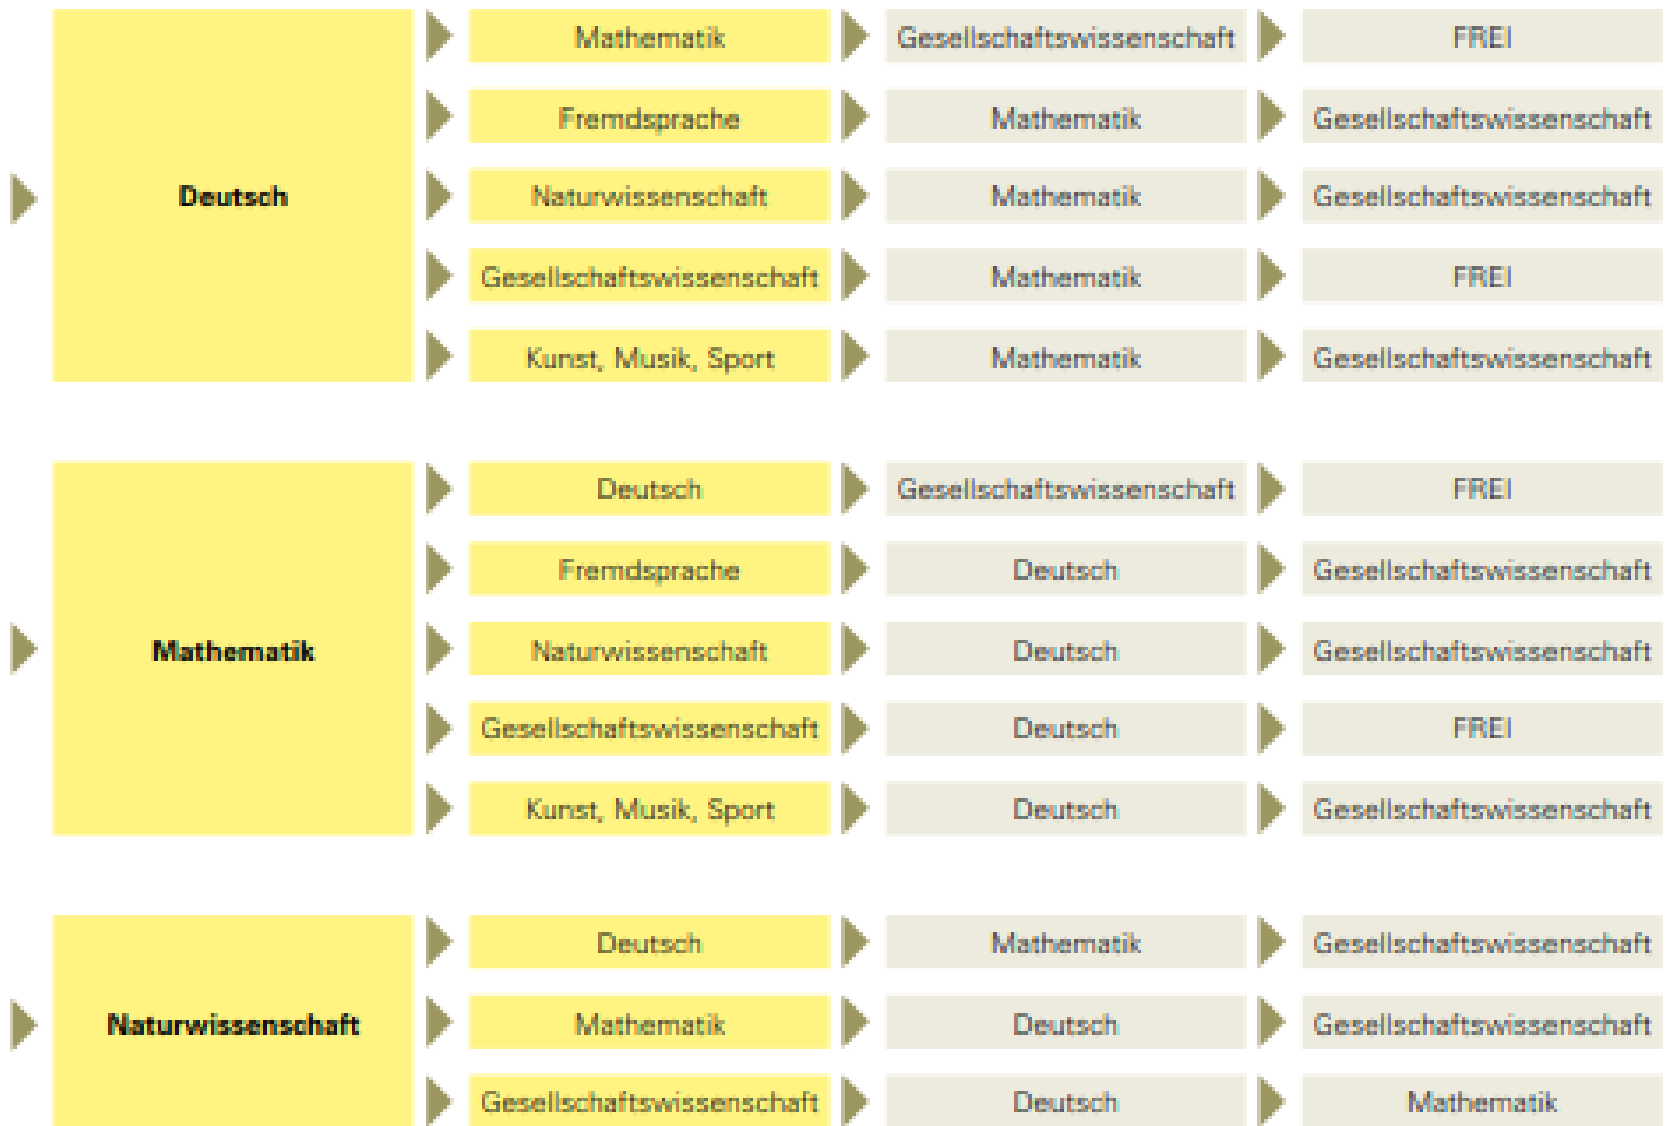 Mathematik Gesellschaftswissenschaft FREI
Fremdsprache Mathematik Gesellschaftswissenschaft
Deutsch Naturwissenschaft Mathematik Gesellschaftswissenschaft
Gesellschaftswissenschaft Mathematik FREI
Kunst, Musik, Sport Mathematik Gesellschaftswissenschaft
Deutsch Gesellschaftswissenschaft FREI
Fremdsprache Deutsch Gesellschaftswissenschaft
Mathematik Naturwissenschaft Deutsch Gesellschaftswissenschaft
Gesellschaftswissenschaft Deutsch FREI
Kunst, Musik, Sport Deutsch Gesellschaftswissenschaft
Deutsch Mathematik Gesellschaftswissenschaft
Naturwissenschaft Mathematik Deutsch Gesellschaftswissenschaft
Gesellschaftswissenschaft Deutsch Mathematik